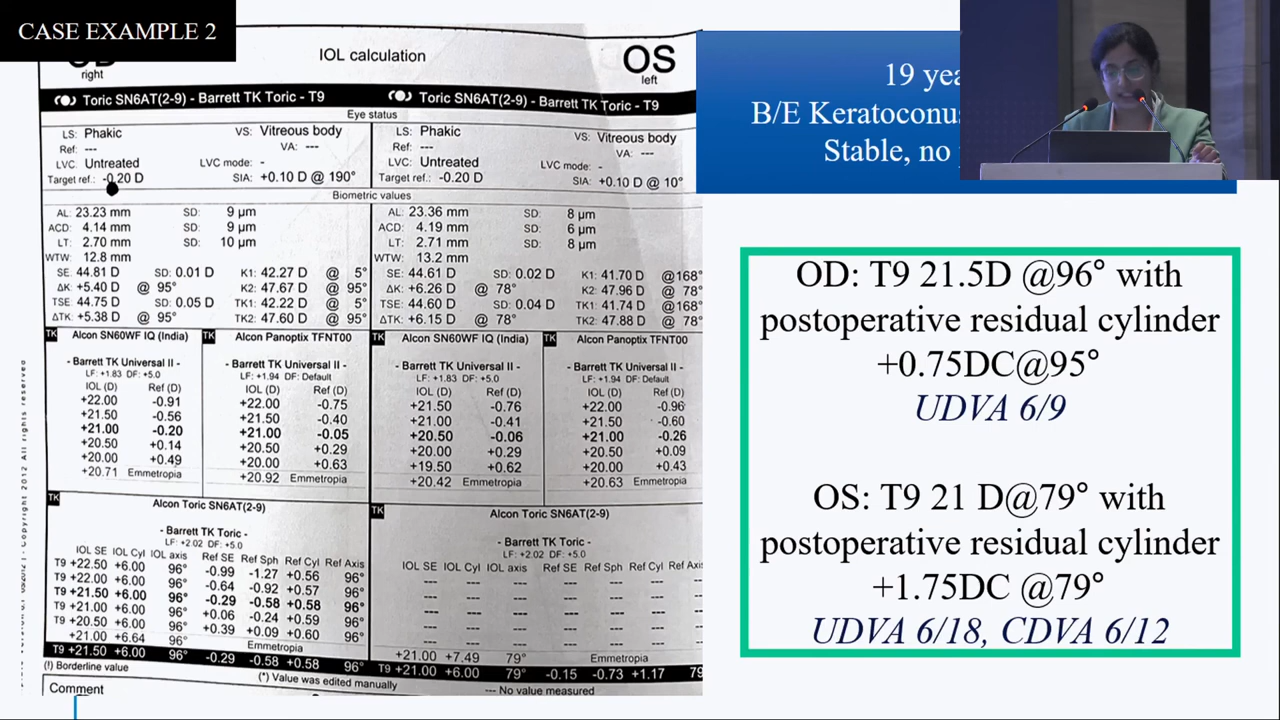 CASE EXAMPLE 2
OD
right
IOL calculation
OS
left
Toric SN6AT(2-9) - Barrett TK Toric - T9
Toric SN6AT(2-9) - Barrett TK Toric - T9
Eye status
LS: Phakic
VS: Vitreous body
Ref: ---
VA: ---
LVC: Untreated
LVC mode: -
Target ref.: -0.20 D
SIA: +0.10 D @ 190°
LS: Phakic
VS: Vitreous body
Ref: ---
VA: ---
LVC: Untreated
LVC mode: -
Target ref.: -0.20 D
SIA: +0.10 D @ 10°
Biometric values
AL: 23.23 mm SD: 9 µm
ACD: 4.14 mm SD: 9 µm
LT: 2.70 mm SD: 10 µm
WTW: 12.8 mm
SE: 44.81 D SD: 0.01 D K1: 42.27 D @ 5°
ΔK: +5.40 D @ 95° K2: 47.67 D @ 95°
TSE: 44.75 D SD: 0.05 D TK1: 42.22 D @ 5°
ΔTK: +5.38 D @ 95° TK2: 47.60 D @ 95°
AL: 23.36 mm SD: 8 µm
ACD: 4.19 mm SD: 6 µm
LT: 2.71 mm SD: 8 µm
WTW: 13.2 mm
SE: 44.61 D SD: 0.02 D K1: 41.70 D @168°
ΔK: +6.26 D @ 78° K2: 47.96 D @ 78°
TSE: 44.60 D SD: 0.04 D TK1: 41.74 D @168°
ΔTK: +6.15 D @ 78° TK2: 47.88 D @ 78°
TK Alcon SN60WF IQ (India)
- Barrett TK Universal II -
LF: +1.83 DF: +5.0
IOL (D) Ref (D)
+22.00 -0.91
+21.50 -0.56
+21.00 -0.20
+20.50 +0.14
+20.00 +0.49
+20.71 Emmetropia
TK Alcon Panoptix TFNT00
- Barrett TK Universal II -
LF: +1.94 DF: Default
IOL (D) Ref (D)
+22.00 -0.75
+21.50 -0.40
+21.00 -0.05
+20.50 +0.29
+20.00 +0.63
+20.92 Emmetropia
TK Alcon SN60WF IQ (India)
- Barrett TK Universal II -
LF: +1.83 DF: +5.0
IOL (D) Ref (D)
+21.50 -0.76
+21.00 -0.41
+20.50 -0.06
+20.00 +0.29
+19.50 +0.62
+20.42 Emmetropia
TK Alcon Panoptix TFNT00
- Barrett TK Universal II -
LF: +1.94 DF: Default
IOL (D) Ref (D)
+22.00 -0.96
+21.50 -0.60
+21.00 -0.26
+20.50 +0.09
+20.00 +0.43
+20.63 Emmetropia
TK Alcon Toric SN6AT(2-9)
- Barrett TK Toric -
LF: +2.02 DF: +5.0
IOL SE IOL Cyl IOL axis Ref SE Ref Sph Ref Cyl Ref Axis
T9 +22.50 +6.00 96° -0.99 -1.27 +0.56 96°
T9 +22.00 +6.00 96° -0.64 -0.92 +0.57 96°
T9 +21.50 +6.00 96° -0.29 -0.58 +0.58 96°
T9 +21.00 +6.00 96° +0.06 -0.24 +0.59 96°
T9 +20.50 +6.00 96° +0.39 +0.09 +0.60 96°
+21.00 +6.64 96° Emmetropia
T9 +21.50 +6.00 96° -0.29 -0.58 +0.58 96°
TK Alcon Toric SN6AT(2-9)
- Barrett TK Toric -
LF: +2.02 DF: +5.0
IOL SE IOL Cyl IOL axis Ref SE Ref Sph Ref Cyl Ref Axi
--- --- --- --- --- --- ---
--- --- --- --- --- --- ---
--- --- --- --- --- --- ---
--- --- --- --- --- --- ---
--- --- --- --- --- --- ---
+21.00 +7.49 79° Emmetropia
T9 +21.00 +6.00 79° -0.15 -0.73 +1.17 79
(!) Borderline value
(*) Value was edited manually
--- No value measured
Comment
Copyright 2012 All rights reserved
19 yea
B/E Keratoconus
Stable, no
OD: T9 21.5D @96° with
postoperative residual cylinder
+0.75DC@95°
UDVA 6/9
OS: T9 21 D@79° with
postoperative residual cylinder
+1.75DC @79°
UDVA 6/18, CDVA 6/12